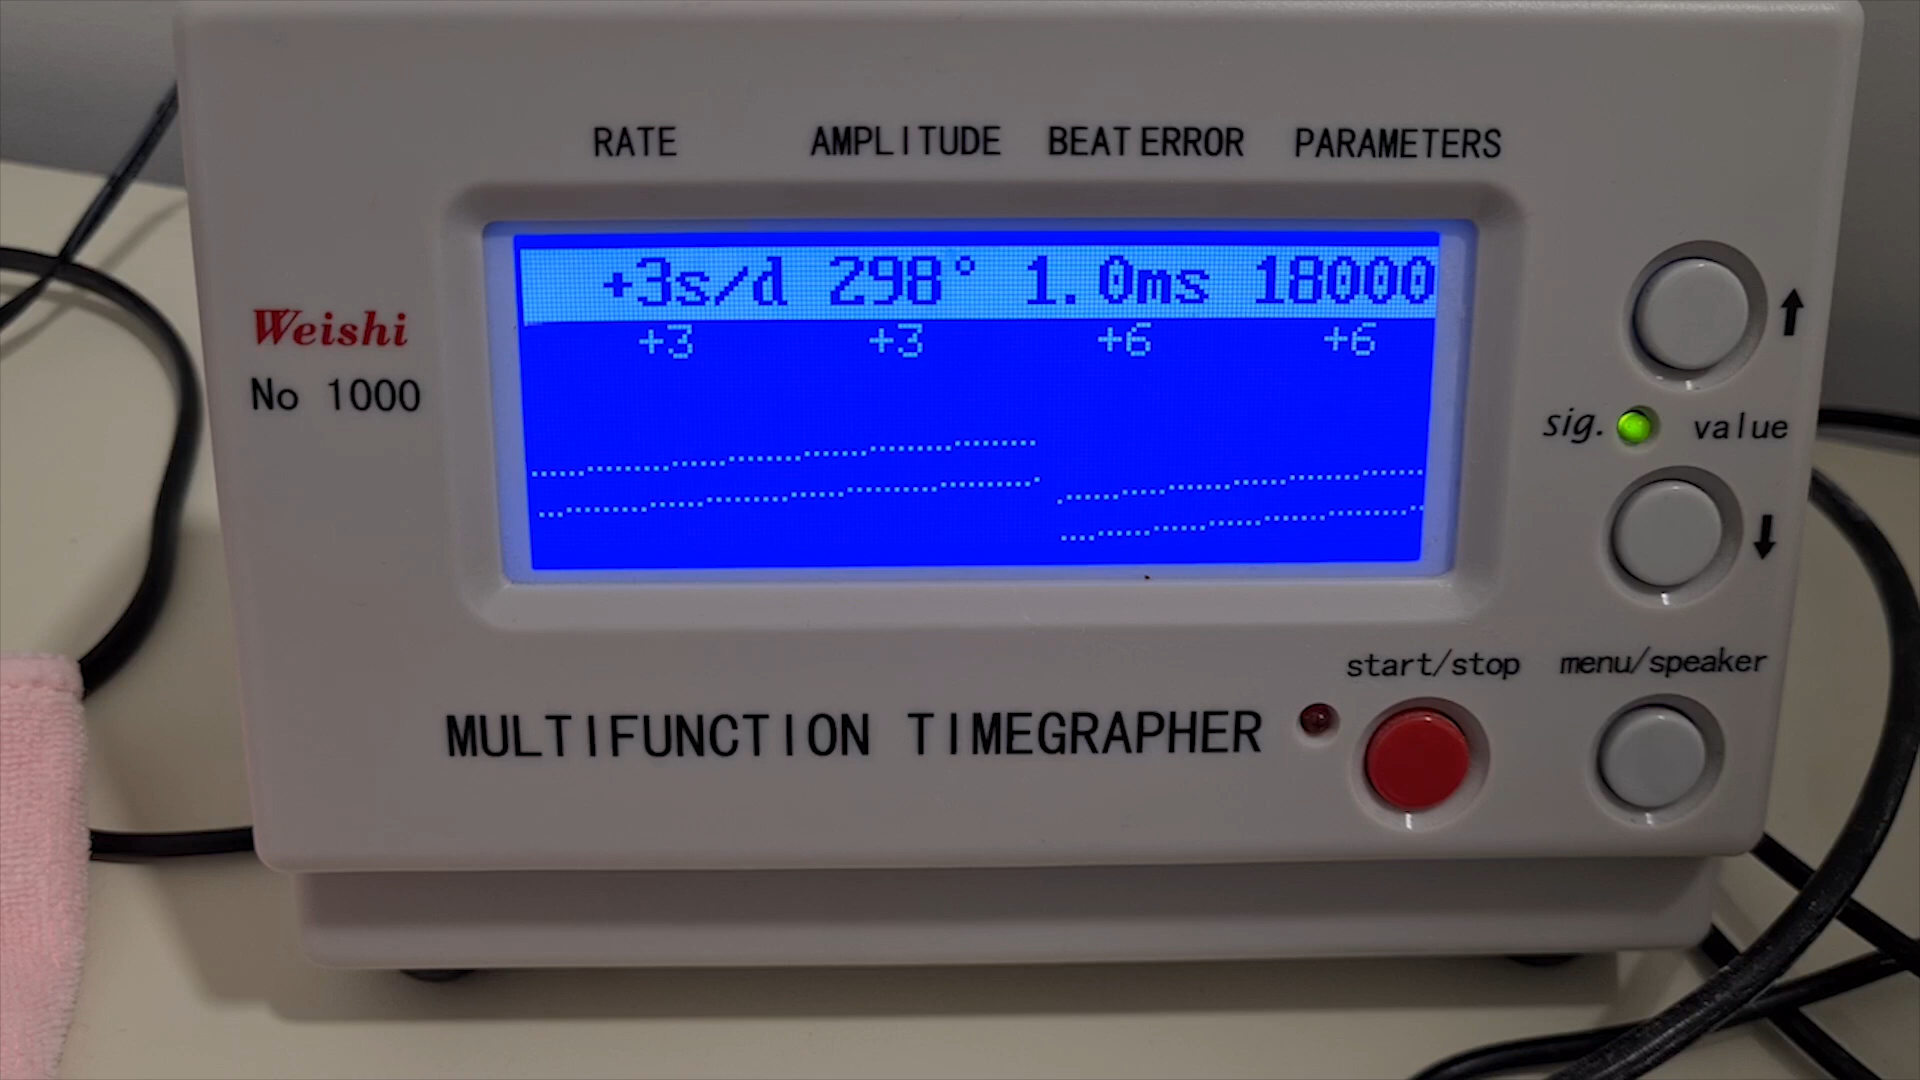 RATE AMPLITUDE BEAT ERROR PARAMETERS
+3s/d 298° 1.0ms 18000
+3 +3 +6 +6
Weishi
No 1000
sig. value
start/stop menu/speaker
MULTIFUNCTION TIMEGRAPHER